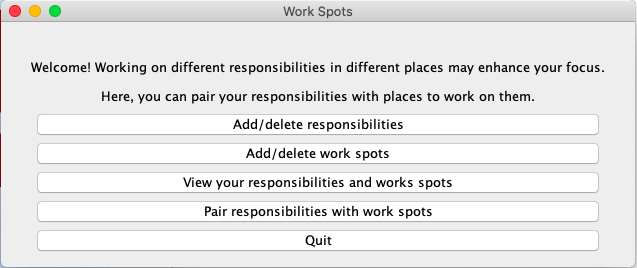 Work Spots
Welcome! Working on different responsibilities in different places may enhance your focus.
Here, you can pair your responsibilities with places to work on them.
Add/delete responsibilities
Add/delete work spots
View your responsibilities and works spots
Pair responsibilities with work spots
Quit